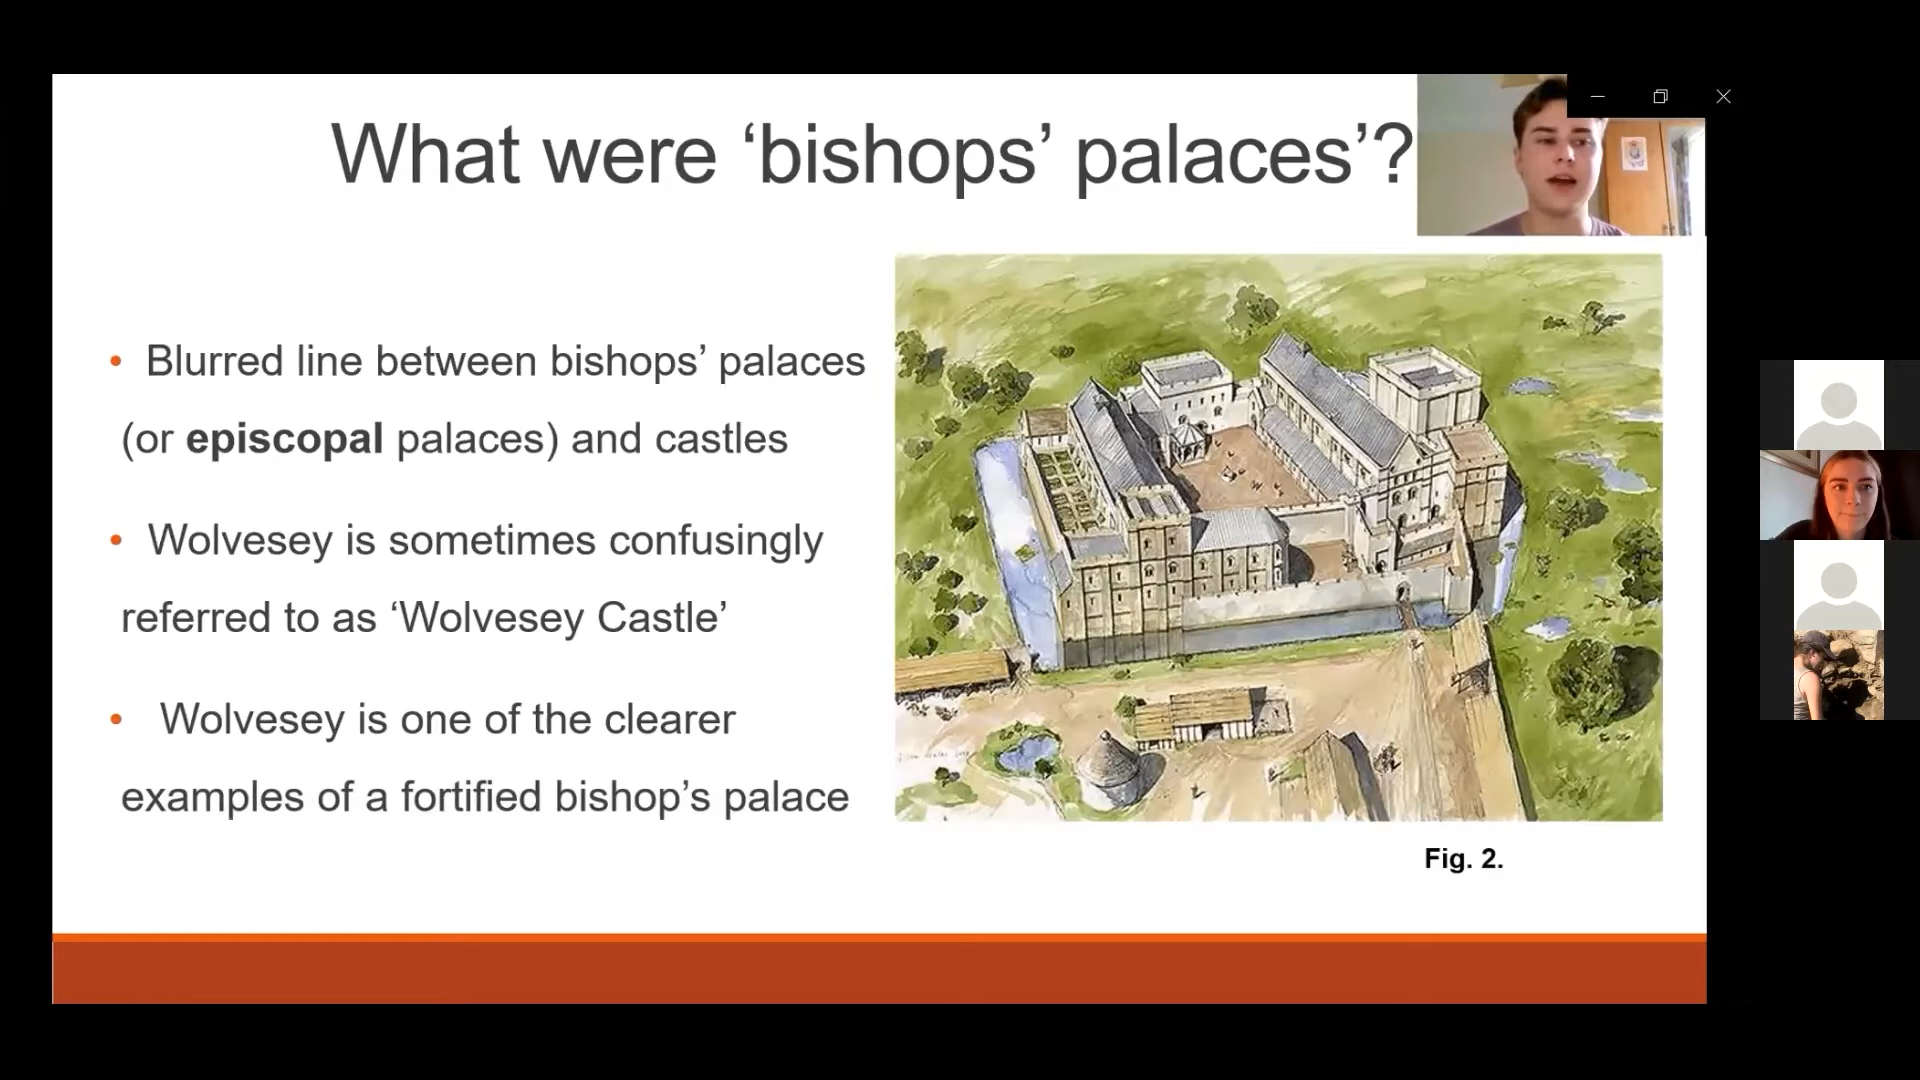 What were ‘bishops’ palaces’?
• Blurred line between bishops’ palaces
(or episcopal palaces) and castles
• Wolvesey is sometimes confusingly
referred to as ‘Wolvesey Castle’
• Wolvesey is one of the clearer
examples of a fortified bishop’s palace
Fig. 2.